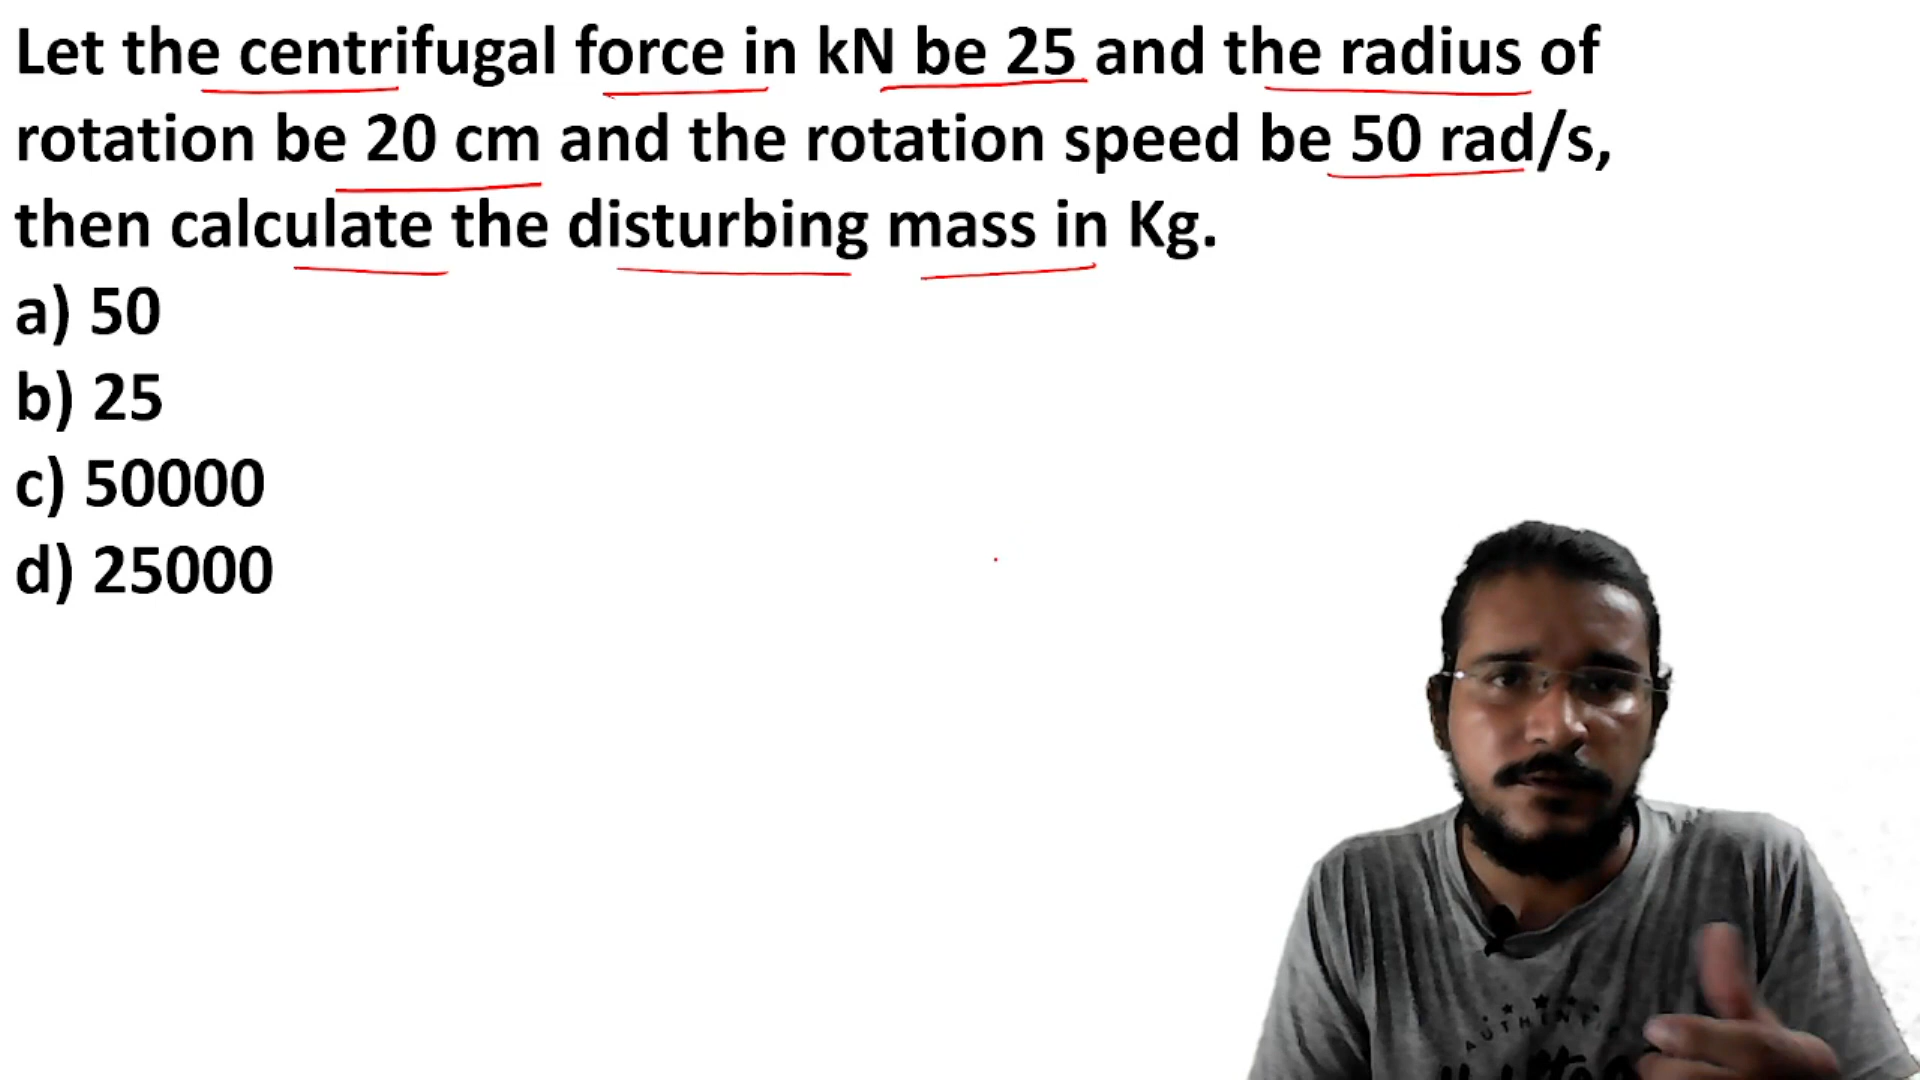 Let the centrifugal force in kN be 25 and the radius of
rotation be 20 cm and the rotation speed be 50 rad/s,
then calculate the disturbing mass in Kg.
a) 50
b) 25
c) 50000
d) 25000